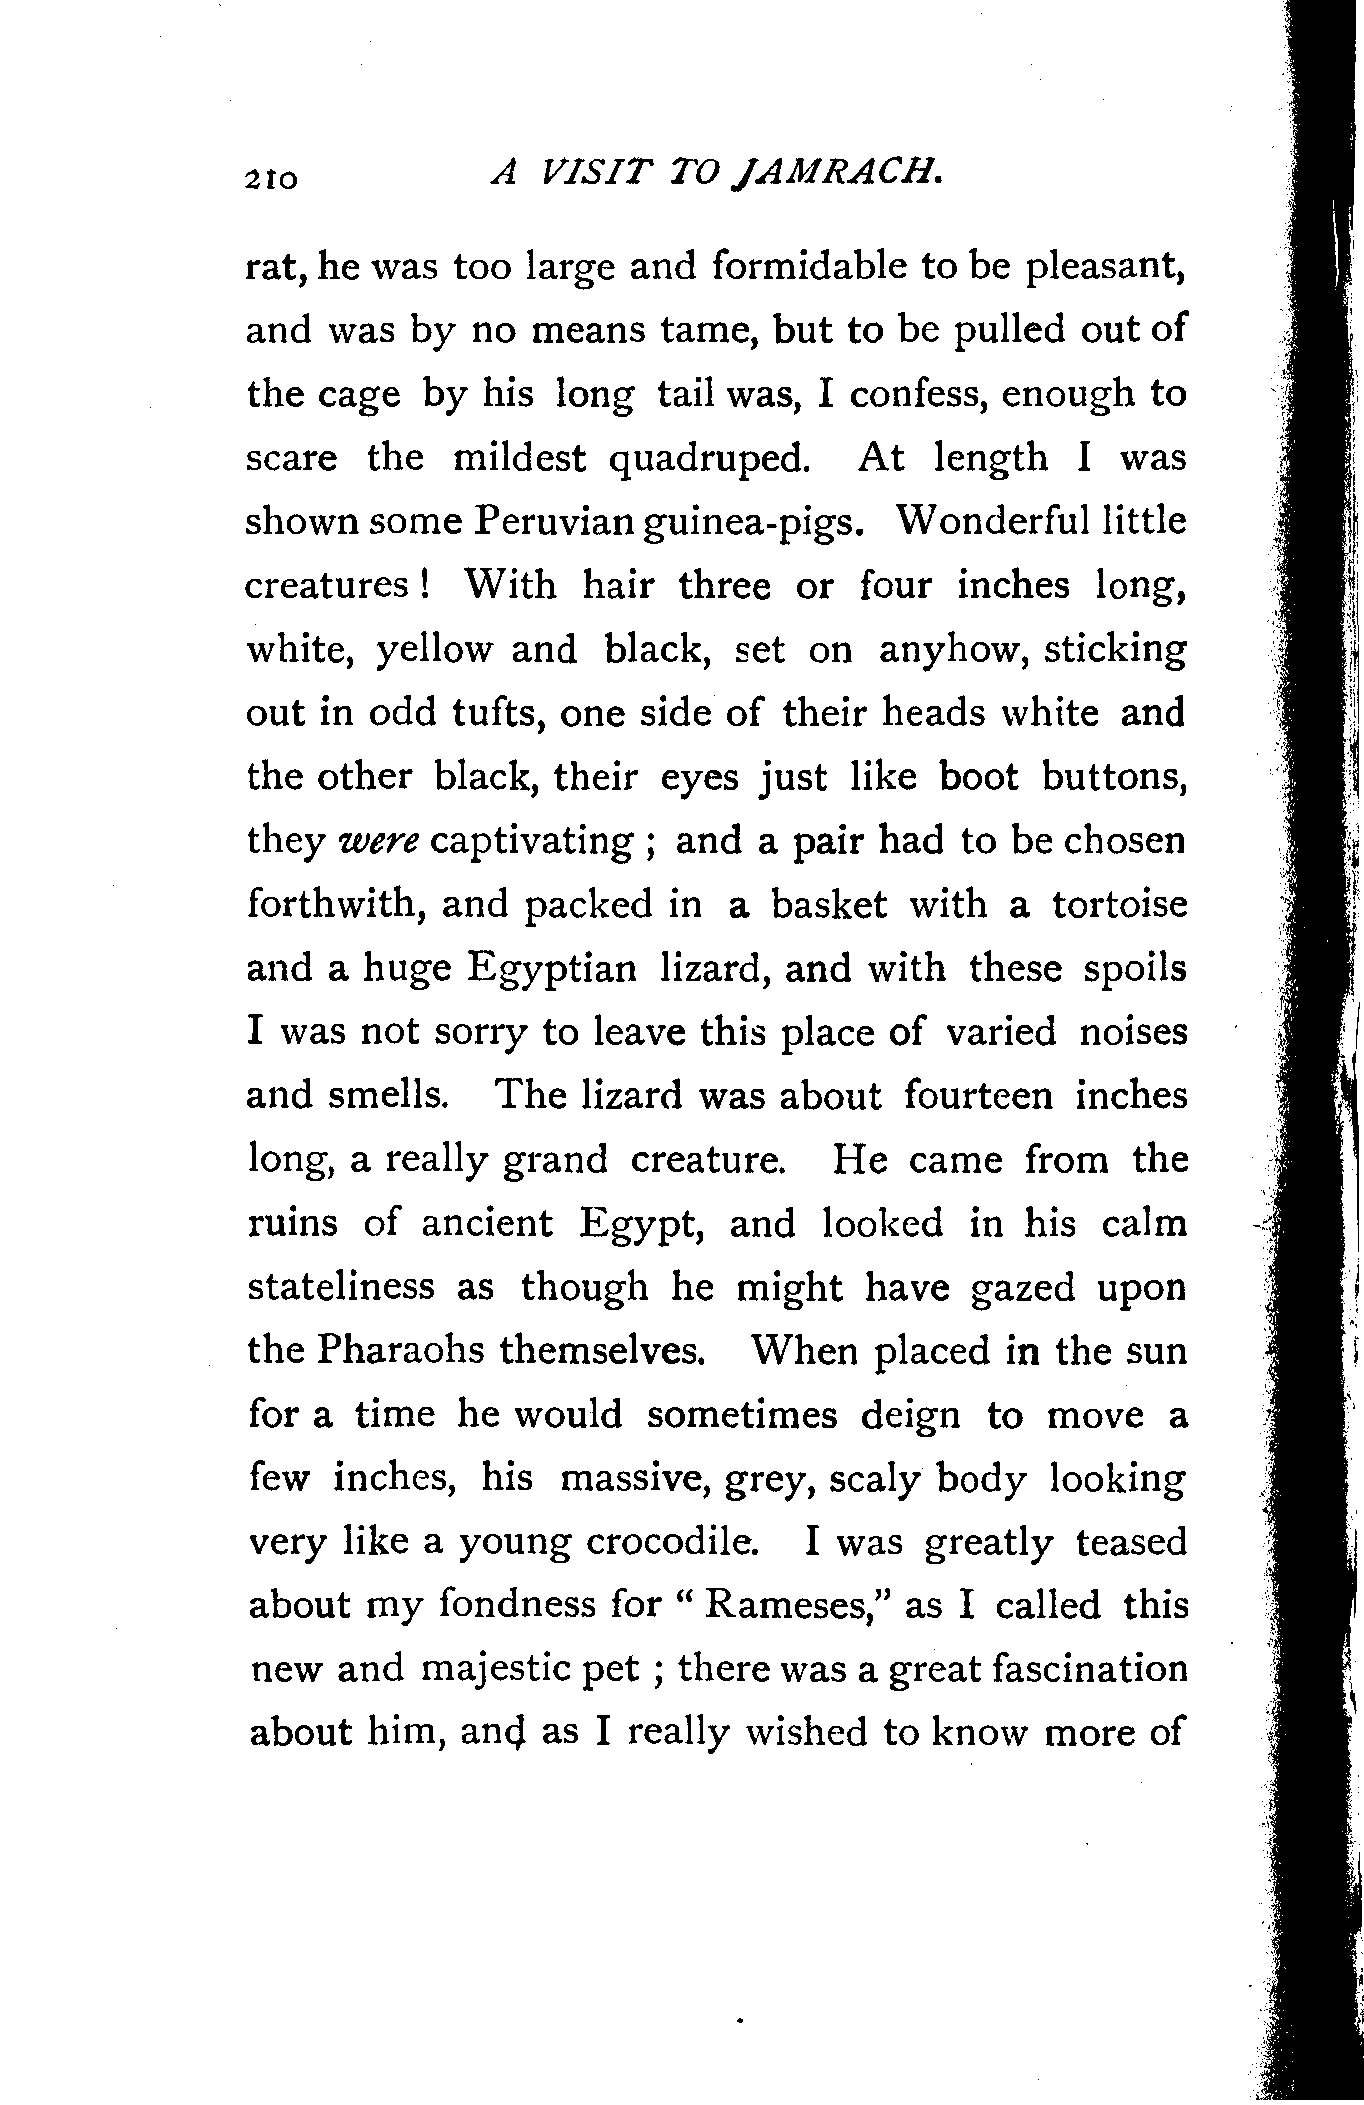 210 A VISIT TO JAMRACH.
rat, he was too large and formidable to be pleasant,
and was by no means tame, but to be pulled out of
the cage by his long tail was, I confess, enough to
scare the mildest quadruped. At length I was
shown some Peruvian guinea-pigs. Wonderful little
creatures ! With hair three or four inches long,
white, yellow and black, set on anyhow, sticking
out in odd tufts, one side of their heads white and
the other black, their eyes just like boot buttons,
they were captivating ; and a pair had to be chosen
forthwith, and packed in a basket with a tortoise
and a huge Egyptian lizard, and with these spoils
I was not sorry to leave this place of varied noises
and smells. The lizard was about fourteen inches
long, a really grand creature. He came from the
ruins of ancient Egypt, and looked in his calm
stateliness as though he might have gazed upon
the Pharaohs themselves. When placed in the sun
for a time he would sometimes deign to move a
few inches, his massive, grey, scaly body looking
very like a young crocodile. I was greatly teased
about my fondness for “ Rameses,” as I called this
new and majestic pet ; there was a great fascination
about him, and as I really wished to know more of